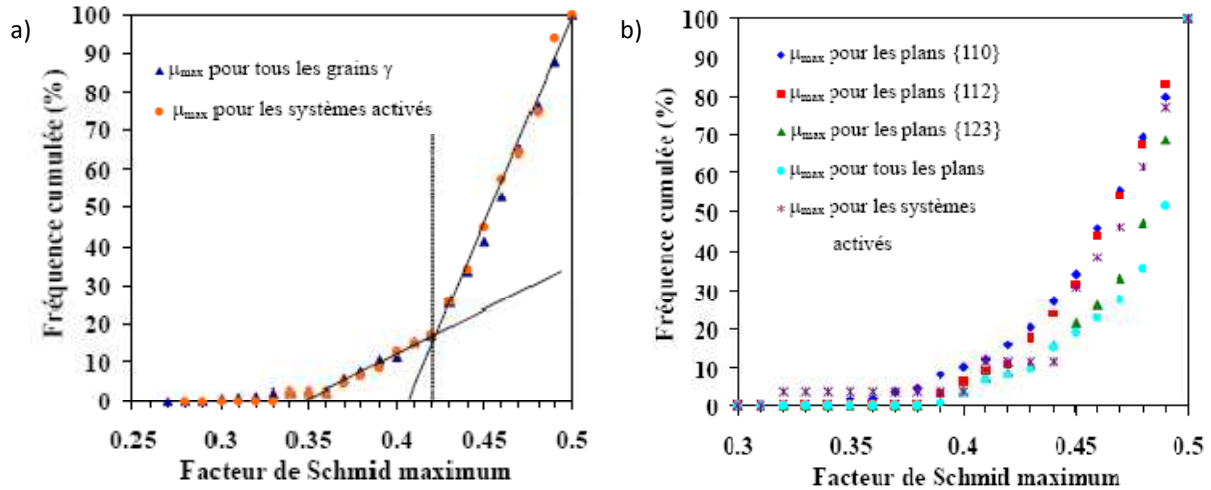 a)
Fréquence cumulée (%)
100
90
80
70
60
50
40
30
20
10
0
μmax pour tous les grains γ
μmax pour les systèmes activés
0.25
0.3
0.35
0.4
0.45
0.5
Facteur de Schmid maximum
b)
Fréquence cumulée (%)
100
90
80
70
60
50
40
30
20
10
0
μmax pour les plans {110}
μmax pour les plans {112}
μmax pour les plans {123}
μmax pour tous les plans
μmax pour les systèmes
activés
0.3
0.35
0.4
0.45
0.5
Facteur de Schmid maximum